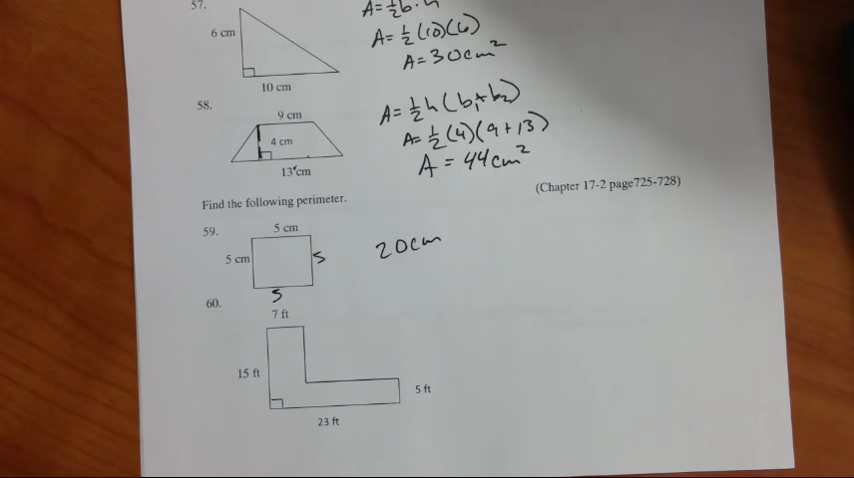 57.
A=½b·h
6 cm
A=½(10)(6)
A=30cm²
10 cm
58.
9 cm
A=½h(b₁+b₂)
4 cm
A=½(4)(9+13)
A = 44cm²
13 cm
(Chapter 17-2 page725-728)
Find the following perimeter.
59.
5 cm
5 cm
5
20cm
5
60.
7 ft
15 ft
5 ft
23 ft